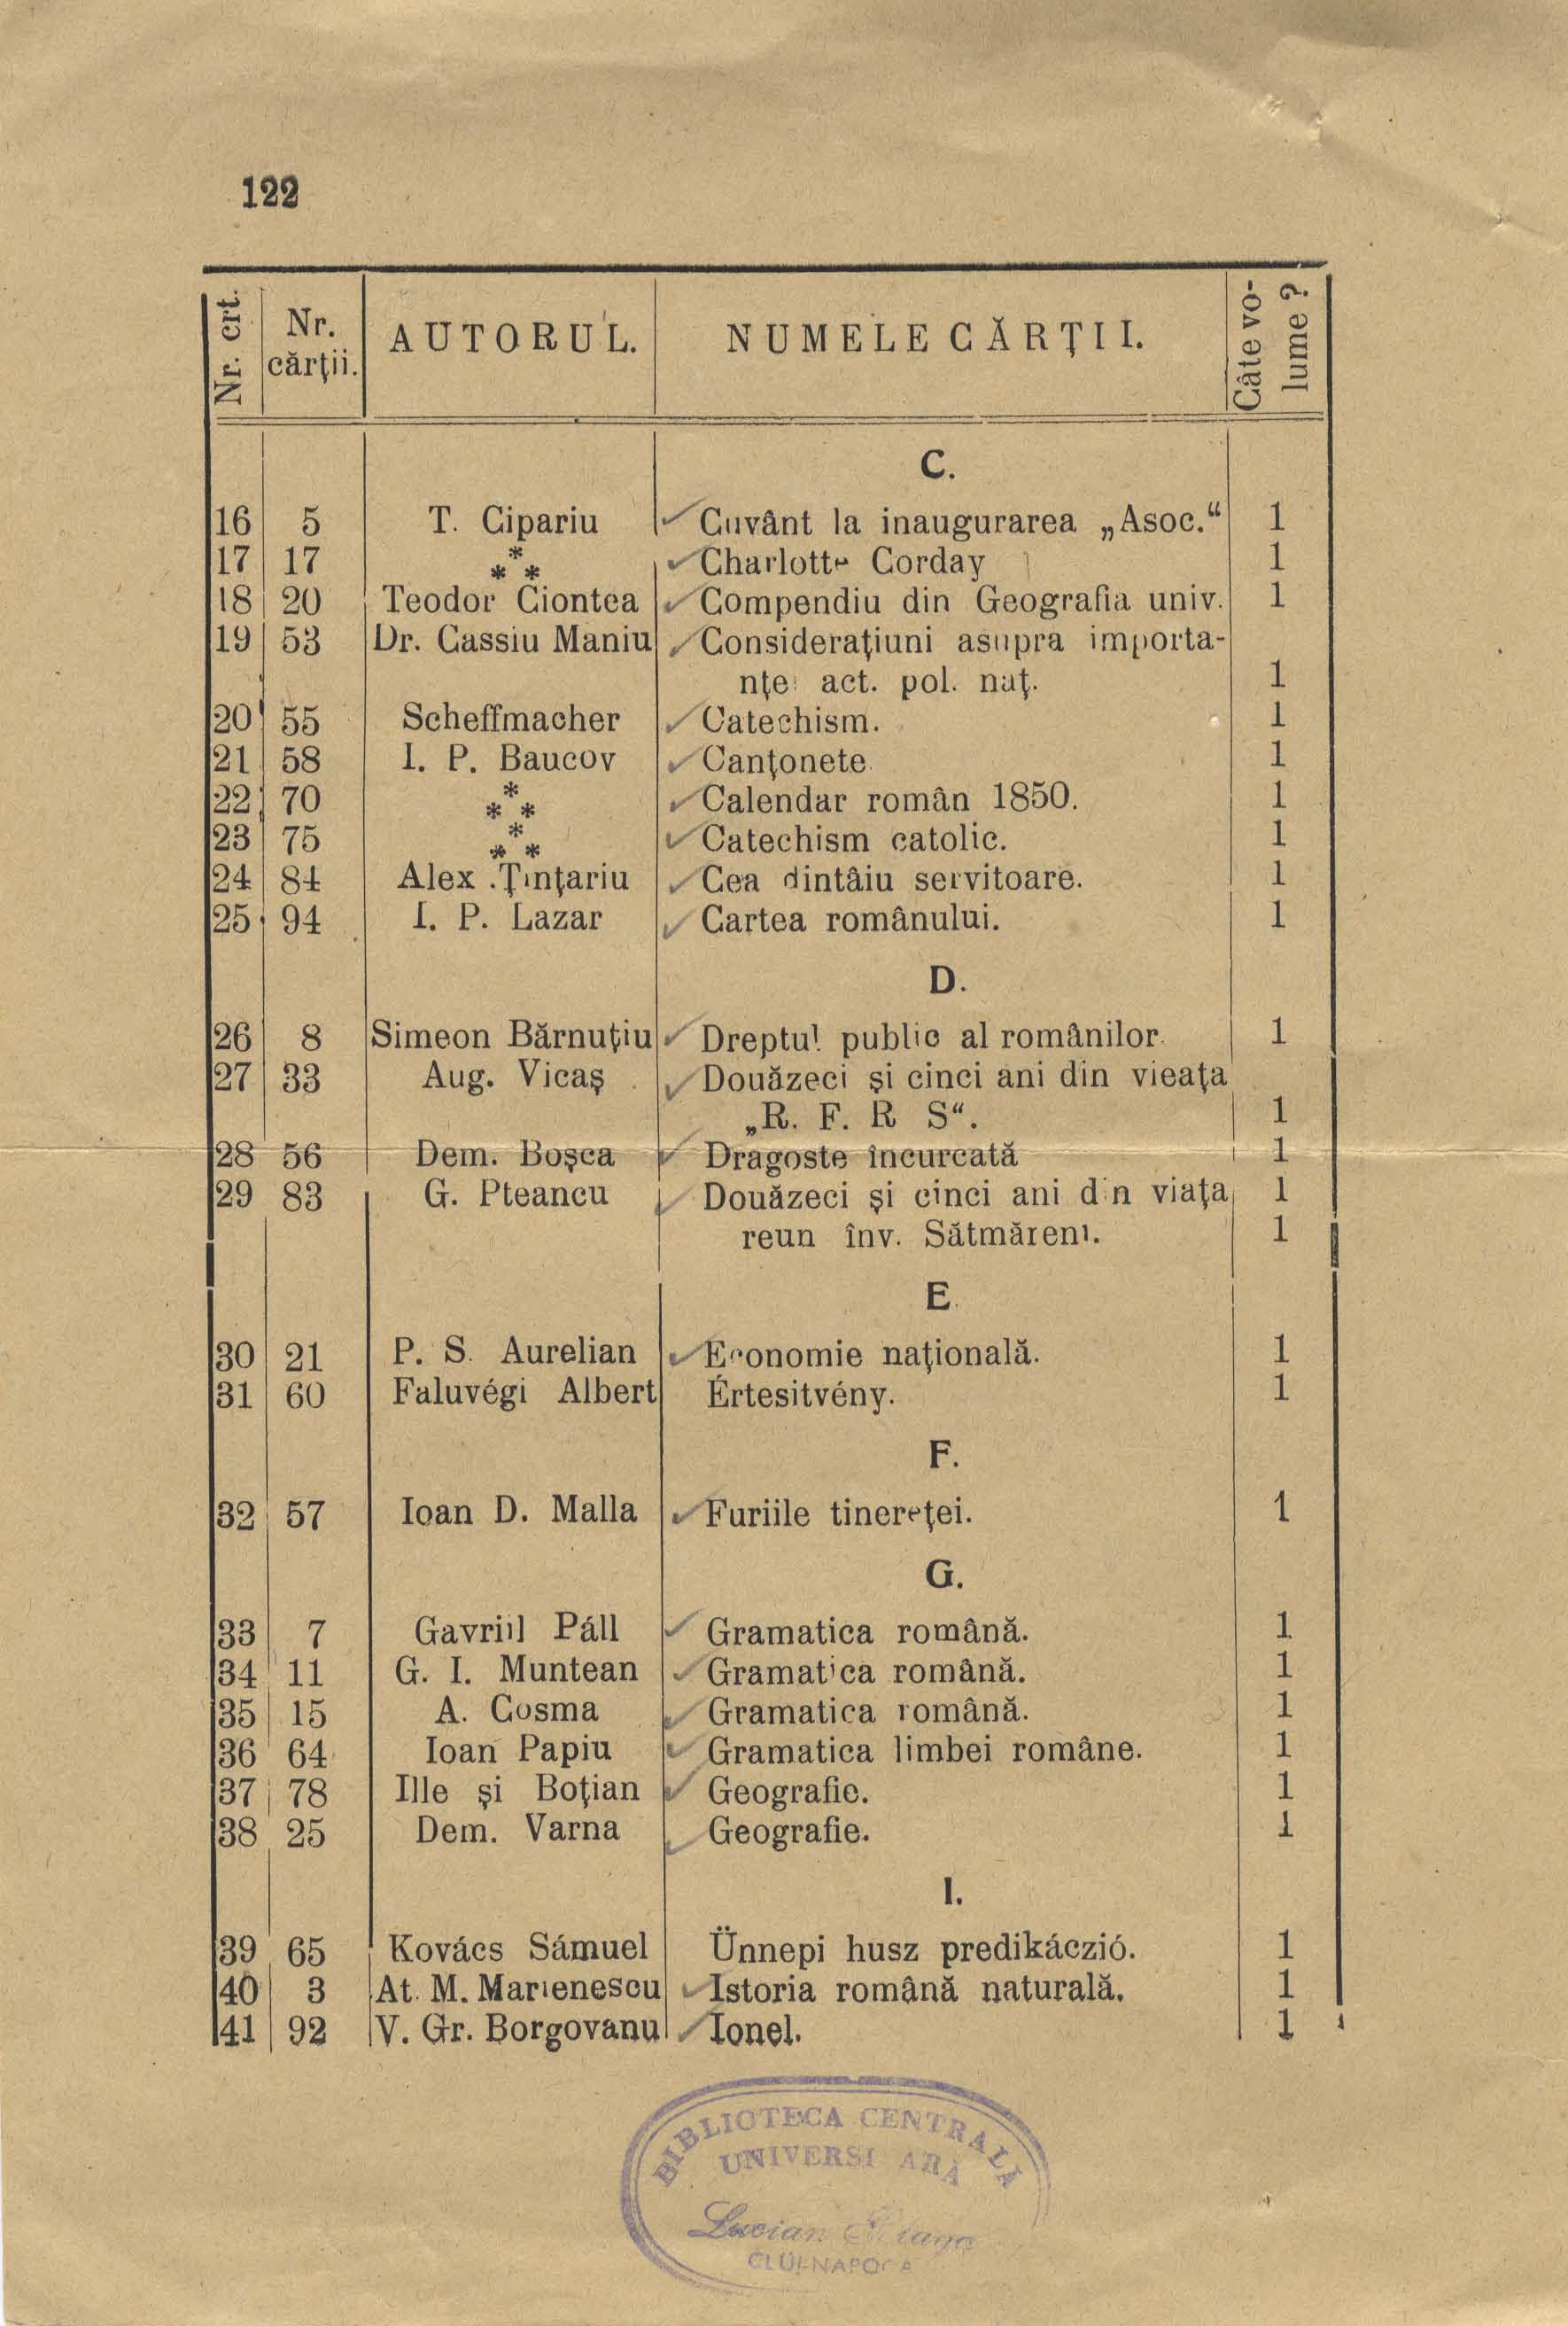 122
Nr. crt. Nr. cărţii. AUTORUL. NUMELE CĂRŢII. Câte vo-lume?
C.
16 5 T. Cipariu Cuvânt la inaugurarea „Asoc.“ 1
17 17 *** Charlotte Corday 1
18 20 Teodor Ciontea Compendiu din Geografia univ. 1
19 53 Dr. Cassiu Maniu Consideraţiuni asupra importa-
nţei act. pol. naţ. 1
20 55 Scheffmacher Catechism. 1
21 58 I. P. Baucov Canţonete 1
22 70 *** Calendar român 1850. 1
23 75 *** Catechism catolic. 1
24 84 Alex. Ţinţariu Cea dintâiu servitoare. 1
25 94 I. P. Lazar Cartea românului. 1
D.
26 8 Simeon Bărnuţiu Dreptul public al românilor 1
27 33 Aug. Vicaş Douăzeci şi cinci ani din vieaţa
„R. F. R S“. 1
28 56 Dem. Boşca Dragoste încurcată 1
29 83 G. Pteancu Douăzeci şi cinci ani din viaţa 1
reun înv. Sătmăreni. 1
E.
30 21 P. S. Aurelian Economie naţională. 1
31 60 Faluvégi Albert Értesitvény. 1
F.
32 57 Ioan D. Malla Furiile tinereţei. 1
G.
33 7 Gavriil Páll Gramatica română. 1
34 11 G. I. Muntean Gramatica română. 1
35 15 A. Cosma Gramatica română. 1
36 64 Ioan Papiu Gramatica limbei române. 1
37 78 Ille şi Boţian Geografie. 1
38 25 Dem. Varna Geografie. 1
I.
39 65 Kovács Sámuel Ünnepi husz predikáczió. 1
40 3 At. M. Marienescu Istoria română naturală. 1
41 92 V. Gr. Borgovanu Ionel. 1
BIBLIOTECA CENTRALĂ
UNIVERSITARĂ
Lucian Blaga
CLUJ-NAPOCA